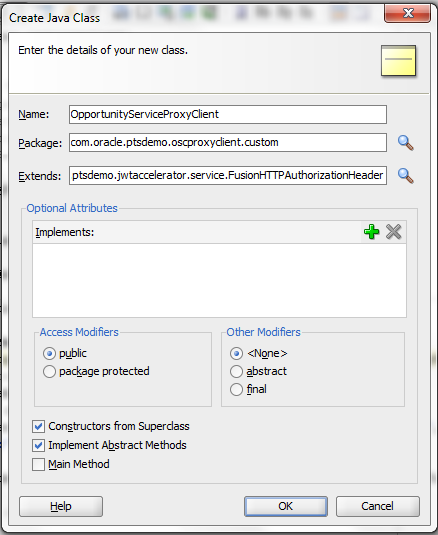 Create Java Class
Enter the details of your new class.
Name: OpportunityServiceProxyClient
Package: com.oracle.ptsdemo.oscproxyclient.custom
Extends: ptsdemo.jwtaccelerator.service.FusionHTTPAuthorizationHeader
Optional Attributes
Implements:
Access Modifiers
public
package protected
Other Modifiers
<None>
abstract
final
Constructors from Superclass
Implement Abstract Methods
Main Method
Help OK Cancel